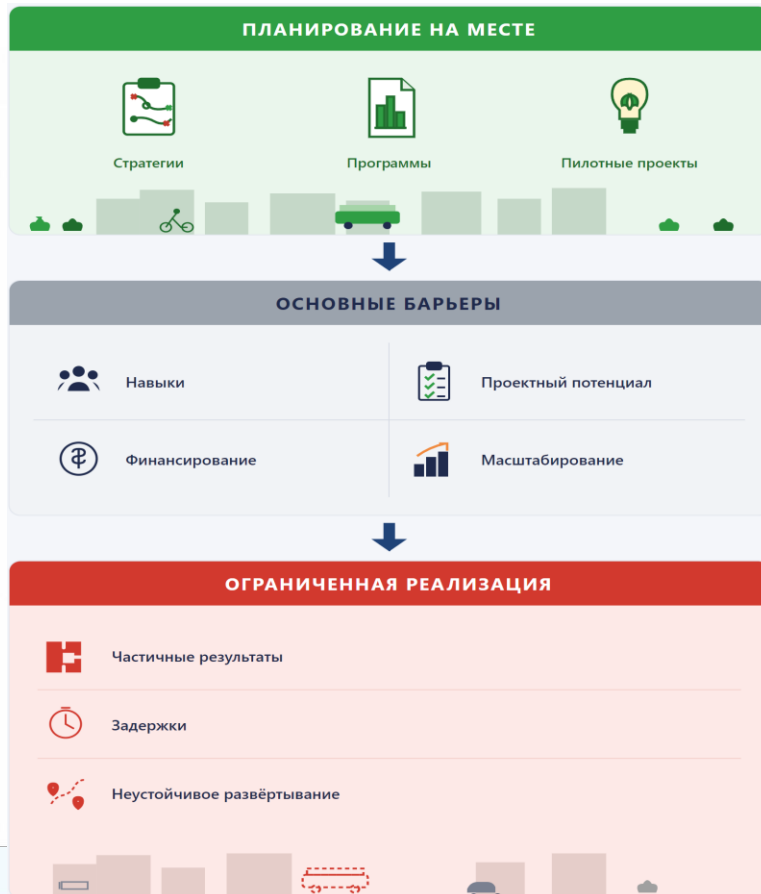 ПЛАНИРОВАНИЕ НА МЕСТЕ
Стратегии
Программы
Пилотные проекты
ОСНОВНЫЕ БАРЬЕРЫ
Навыки
Проектный потенциал
Финансирование
Масштабирование
ОГРАНИЧЕННАЯ РЕАЛИЗАЦИЯ
Частичные результаты
Задержки
Неустойчивое развёртывание